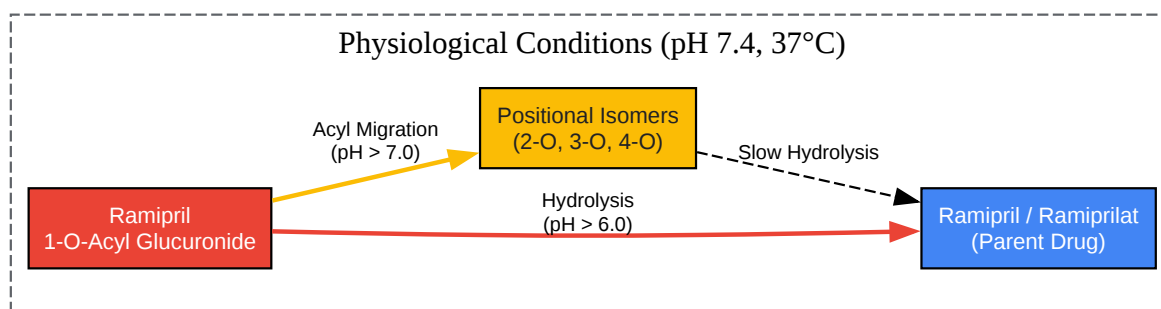 Physiological Conditions (pH 7.4, 37°C)
Acyl Migration
(pH > 7.0)
Positional Isomers
(2-O, 3-O, 4-O)
Slow Hydrolysis
Ramipril
1-O-Acyl Glucuronide
Hydrolysis
(pH > 6.0)
Ramipril / Ramiprilat
(Parent Drug)